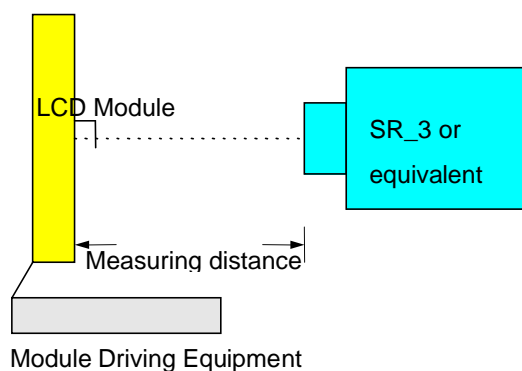 LCD Module
SR_3 or
equivalent
Measuring distance
Module Driving Equipment